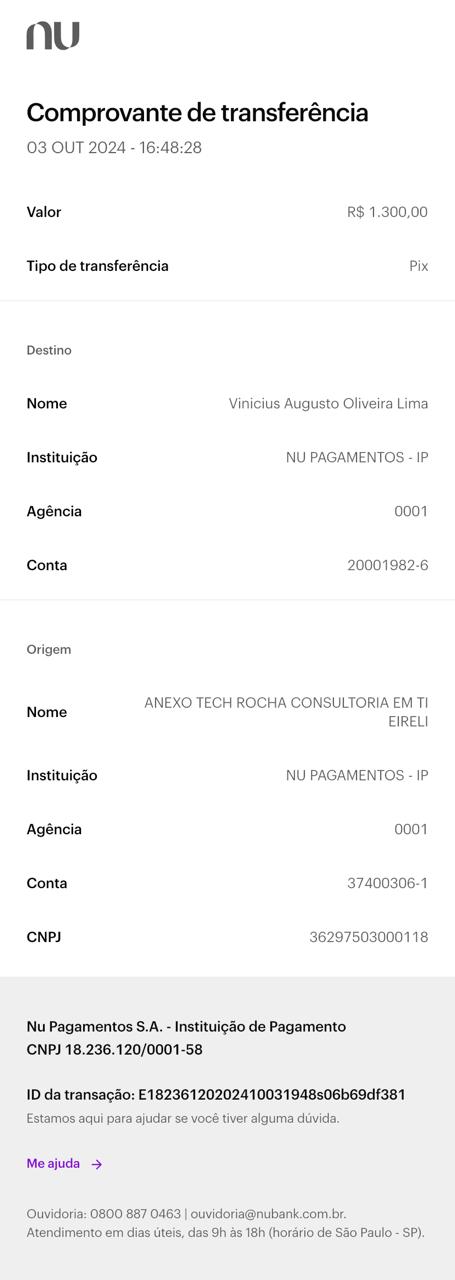 nu
Comprovante de transferência
03 OUT 2024 - 16:48:28
Valor R$ 1.300,00
Tipo de transferência Pix
Destino
Nome Vinicius Augusto Oliveira Lima
Instituição NU PAGAMENTOS - IP
Agência 0001
Conta 20001982-6
Origem
Nome ANEXO TECH ROCHA CONSULTORIA EM TI
EIRELI
Instituição NU PAGAMENTOS - IP
Agência 0001
Conta 37400306-1
CNPJ 36297503000118
Nu Pagamentos S.A. - Instituição de Pagamento
CNPJ 18.236.120/0001-58
ID da transação: E18236120202410031948s06b69df381
Estamos aqui para ajudar se você tiver alguma dúvida.
Me ajuda →
Ouvidoria: 0800 887 0463 | ouvidoria@nubank.com.br.
Atendimento em dias úteis, das 9h às 18h (horário de São Paulo - SP).